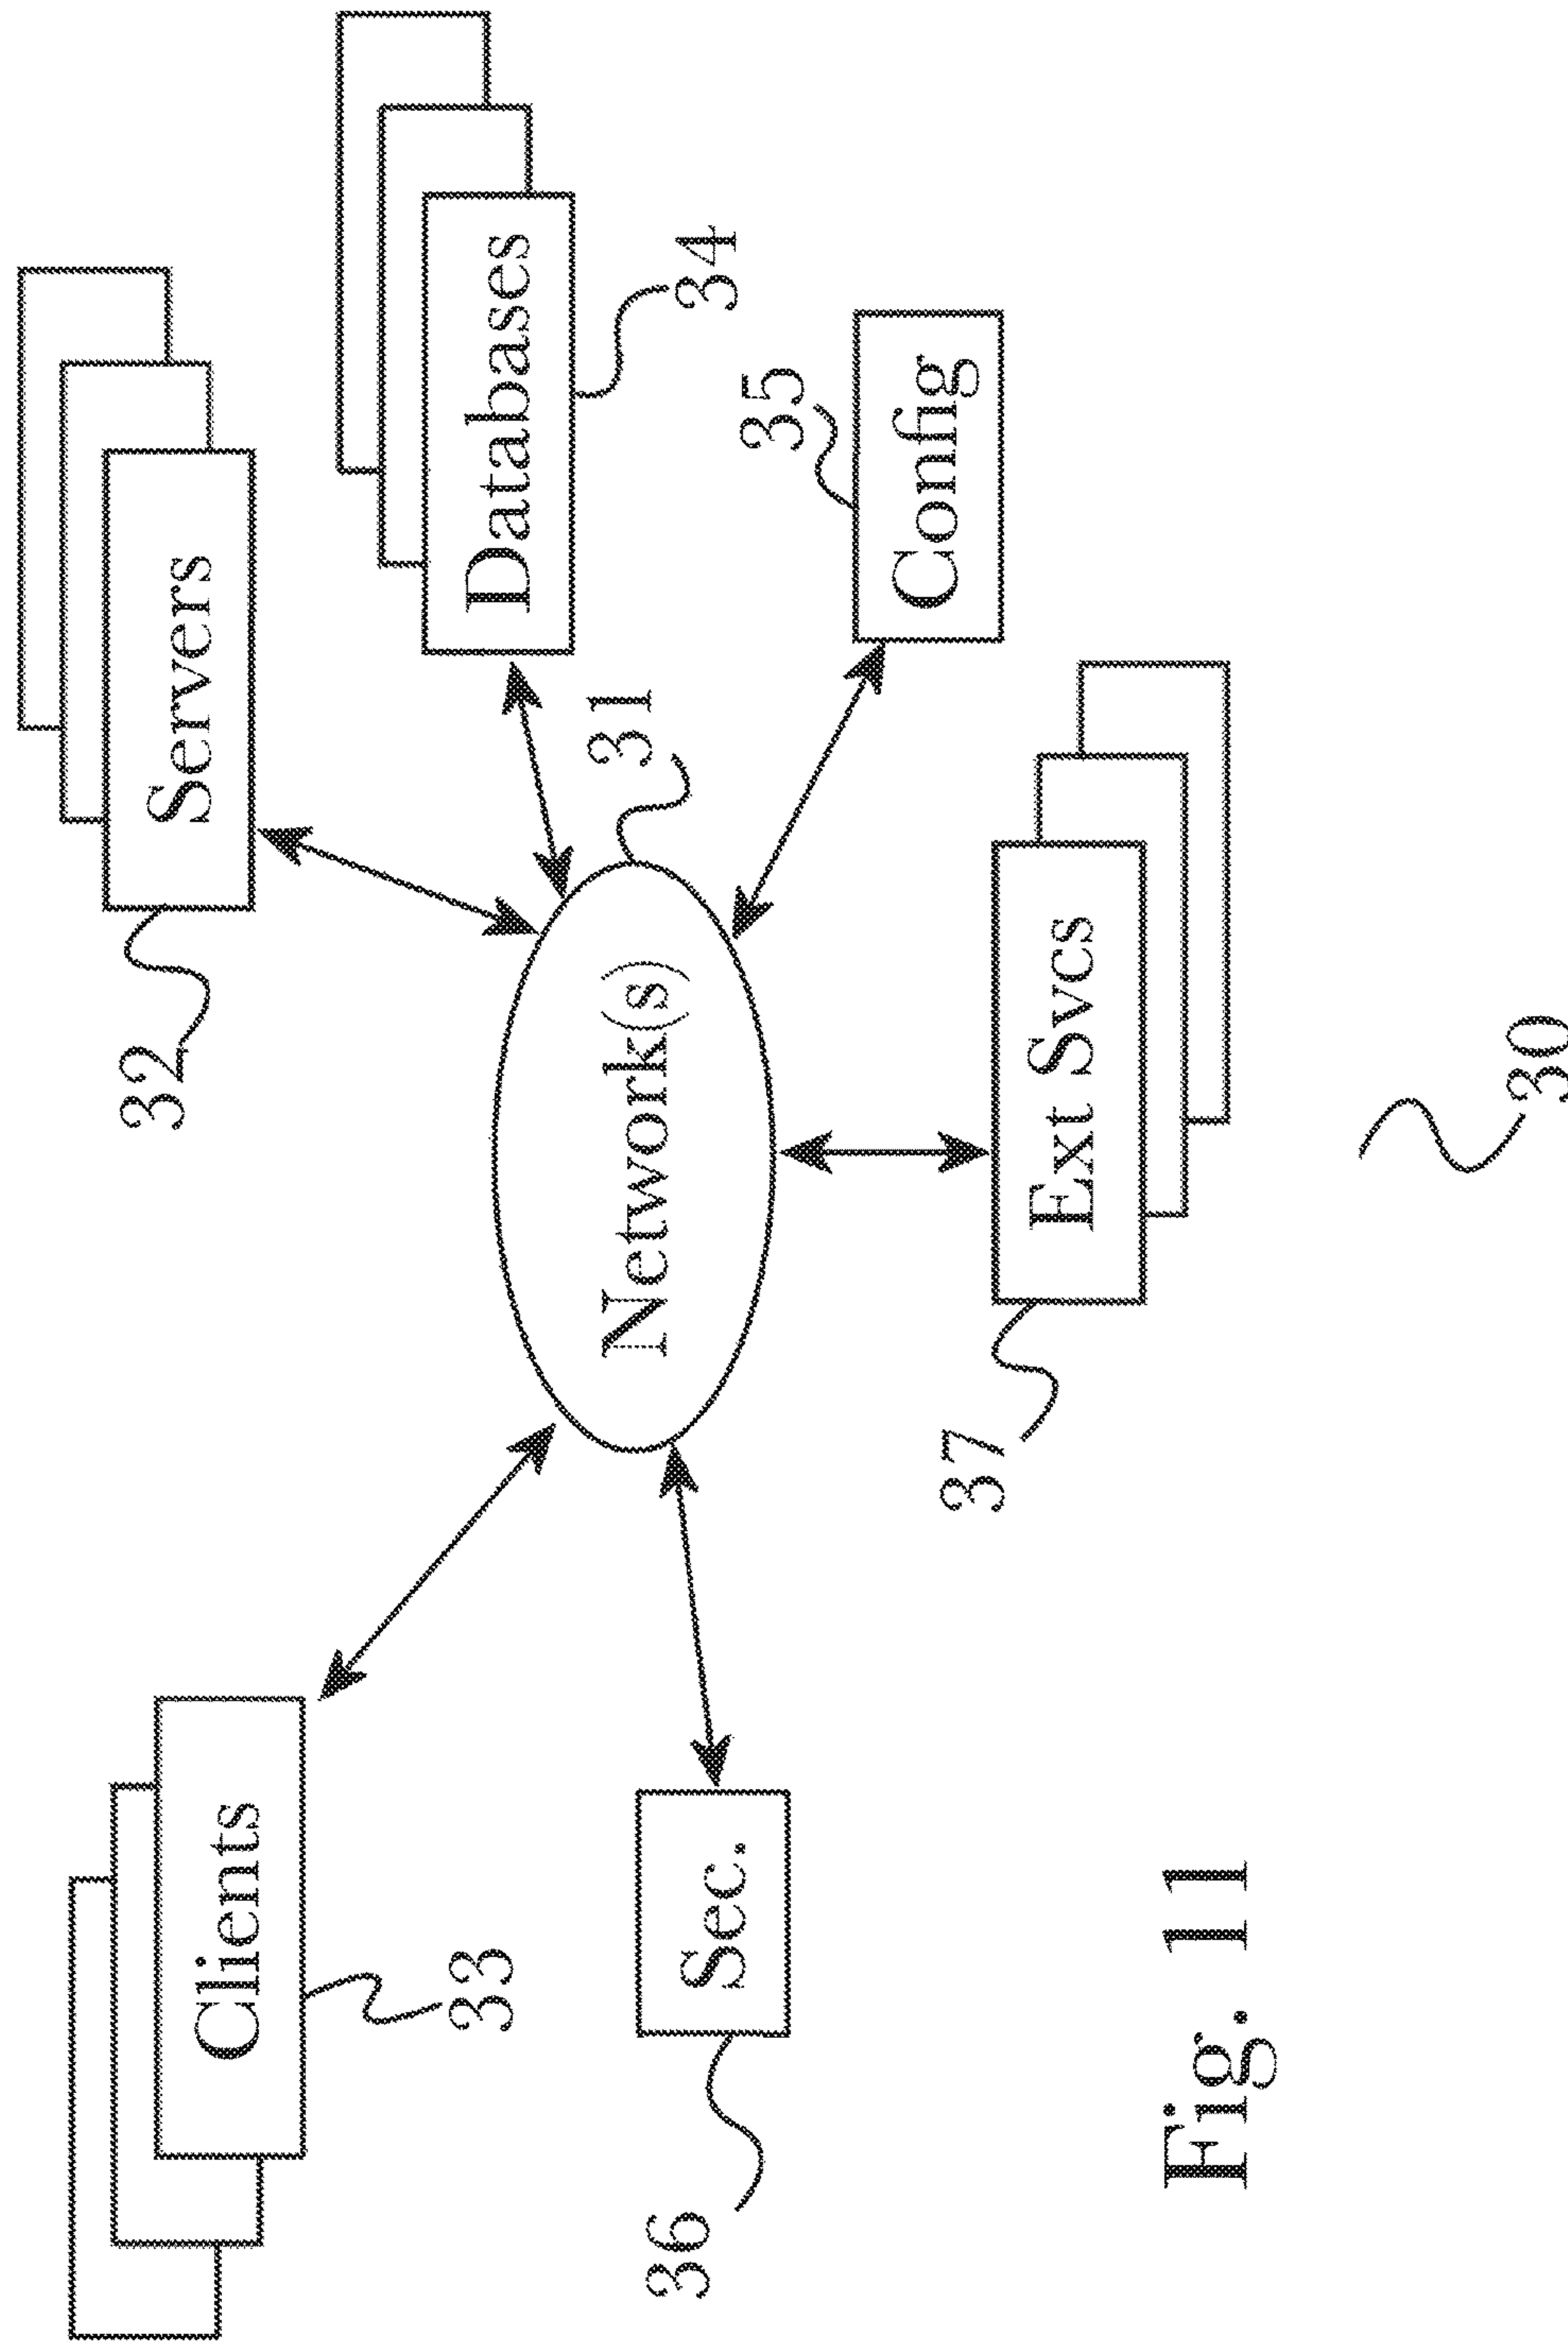 Servers
32
Clients
Databases
33
34
Network(s)
31
Sec.
36
35
Config
37
Ext Svcs
Fig. 11
30